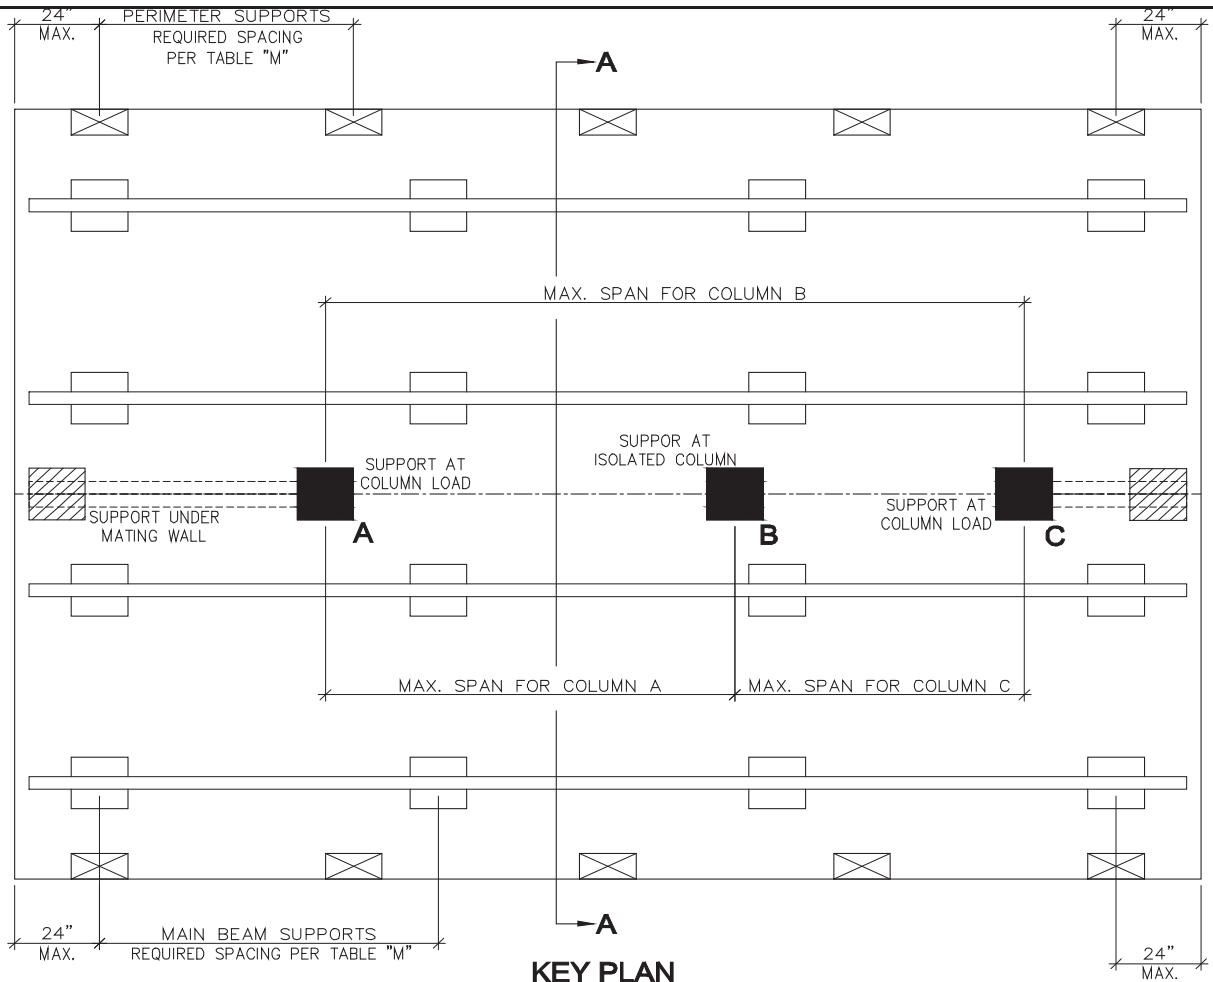 24"
MAX.
PERIMETER SUPPORTS
REQUIRED SPACING
PER TABLE "M"
24"
MAX.
A
MAX. SPAN FOR COLUMN B
SUPPORT AT
COLUMN LOAD
SUPPOR AT
ISOLATED COLUMN
SUPPORT AT
COLUMN LOAD
SUPPORT UNDER
MATING WALL
A
B
C
MAX. SPAN FOR COLUMN A
MAX. SPAN FOR COLUMN C
A
24"
MAX.
MAIN BEAM SUPPORTS
REQUIRED SPACING PER TABLE "M"
24"
MAX.
KEY PLAN